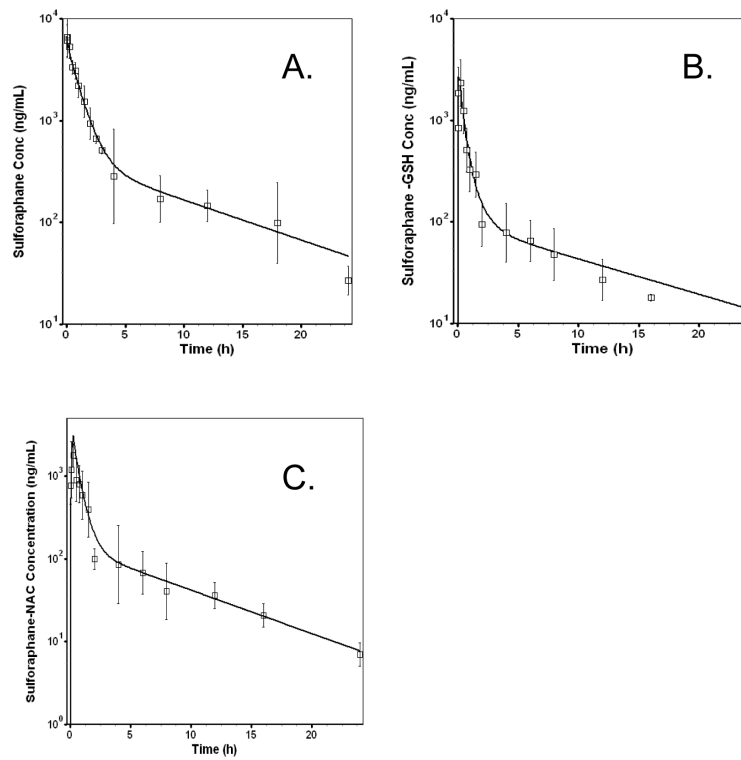 A.
Sulforaphane Conc (ng/mL)
10^4
10^3
10^2
10^1
0 5 10 15 20
Time (h)
B.
Sulforaphane -GSH Conc (ng/mL)
10^4
10^3
10^2
10^1
0 5 10 15 20
Time (h)
C.
Sulforaphane-NAC Concentration (ng/mL)
10^3
10^2
10^1
10^0
0 5 10 15 20
Time (h)